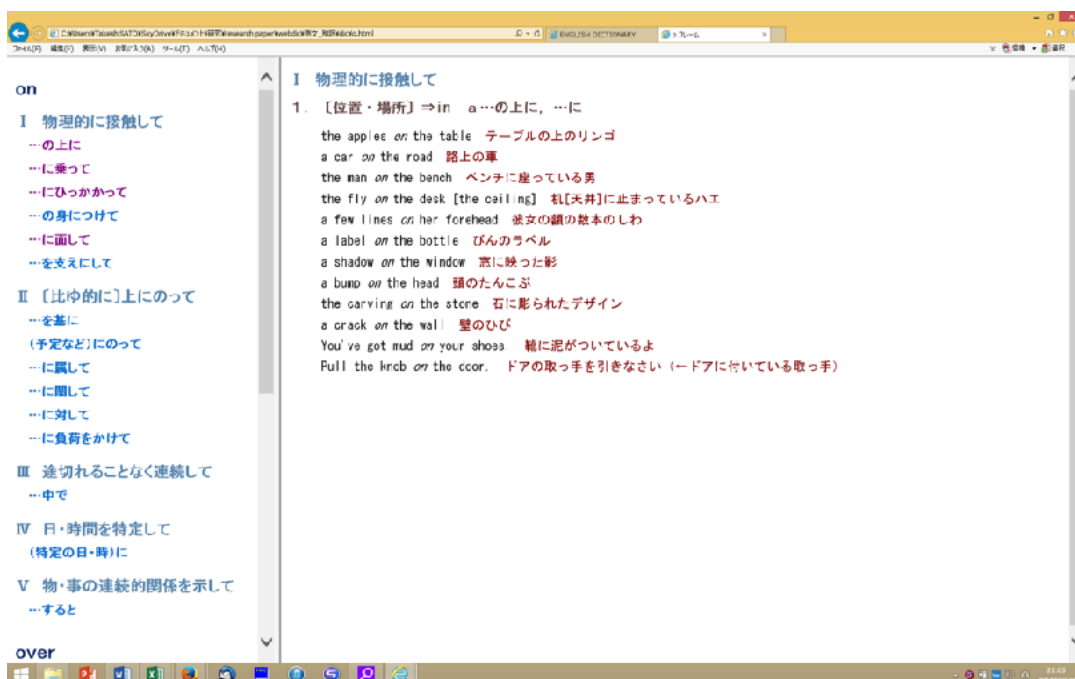 ENGLISH DICTIONARY
on
I 物理的に接触して
…の上に
…に乗って
…にひっかかって
…の身につけて
…に面して
…を支えにして
II [比ゆ的に]上にのって
…を基に
(予定など)にのって
…に属して
…に関して
…に対して
…に負荷をかけて
III 途切れることなく連続して
…中で
IV 日・時間を特定して
(特定の日・時)に
V 物・事の連続的関係を示して
…すると
over
I 物理的に接触して
1. 〔位置・場所〕⇒in a…の上に,…に
the apples on the table テーブルの上のリンゴ
a car on the road 路上の車
the man on the bench ベンチに座っている男
the fly on the desk [the ceiling] 机[天井]に止まっているハエ
a few lines on her forehead 彼女の額の数本のしわ
a label on the bottle びんのラベル
a shadow on the window 窓に映った影
a bump on the head 頭のたんこぶ
the carving on the stone 石に彫られたデザイン
a crack on the wall 壁のひび
You've got mud on your shoes. 靴に泥がついているよ
Pull the knob on the door. ドアの取っ手を引きなさい (←ドアに付いている取っ手)